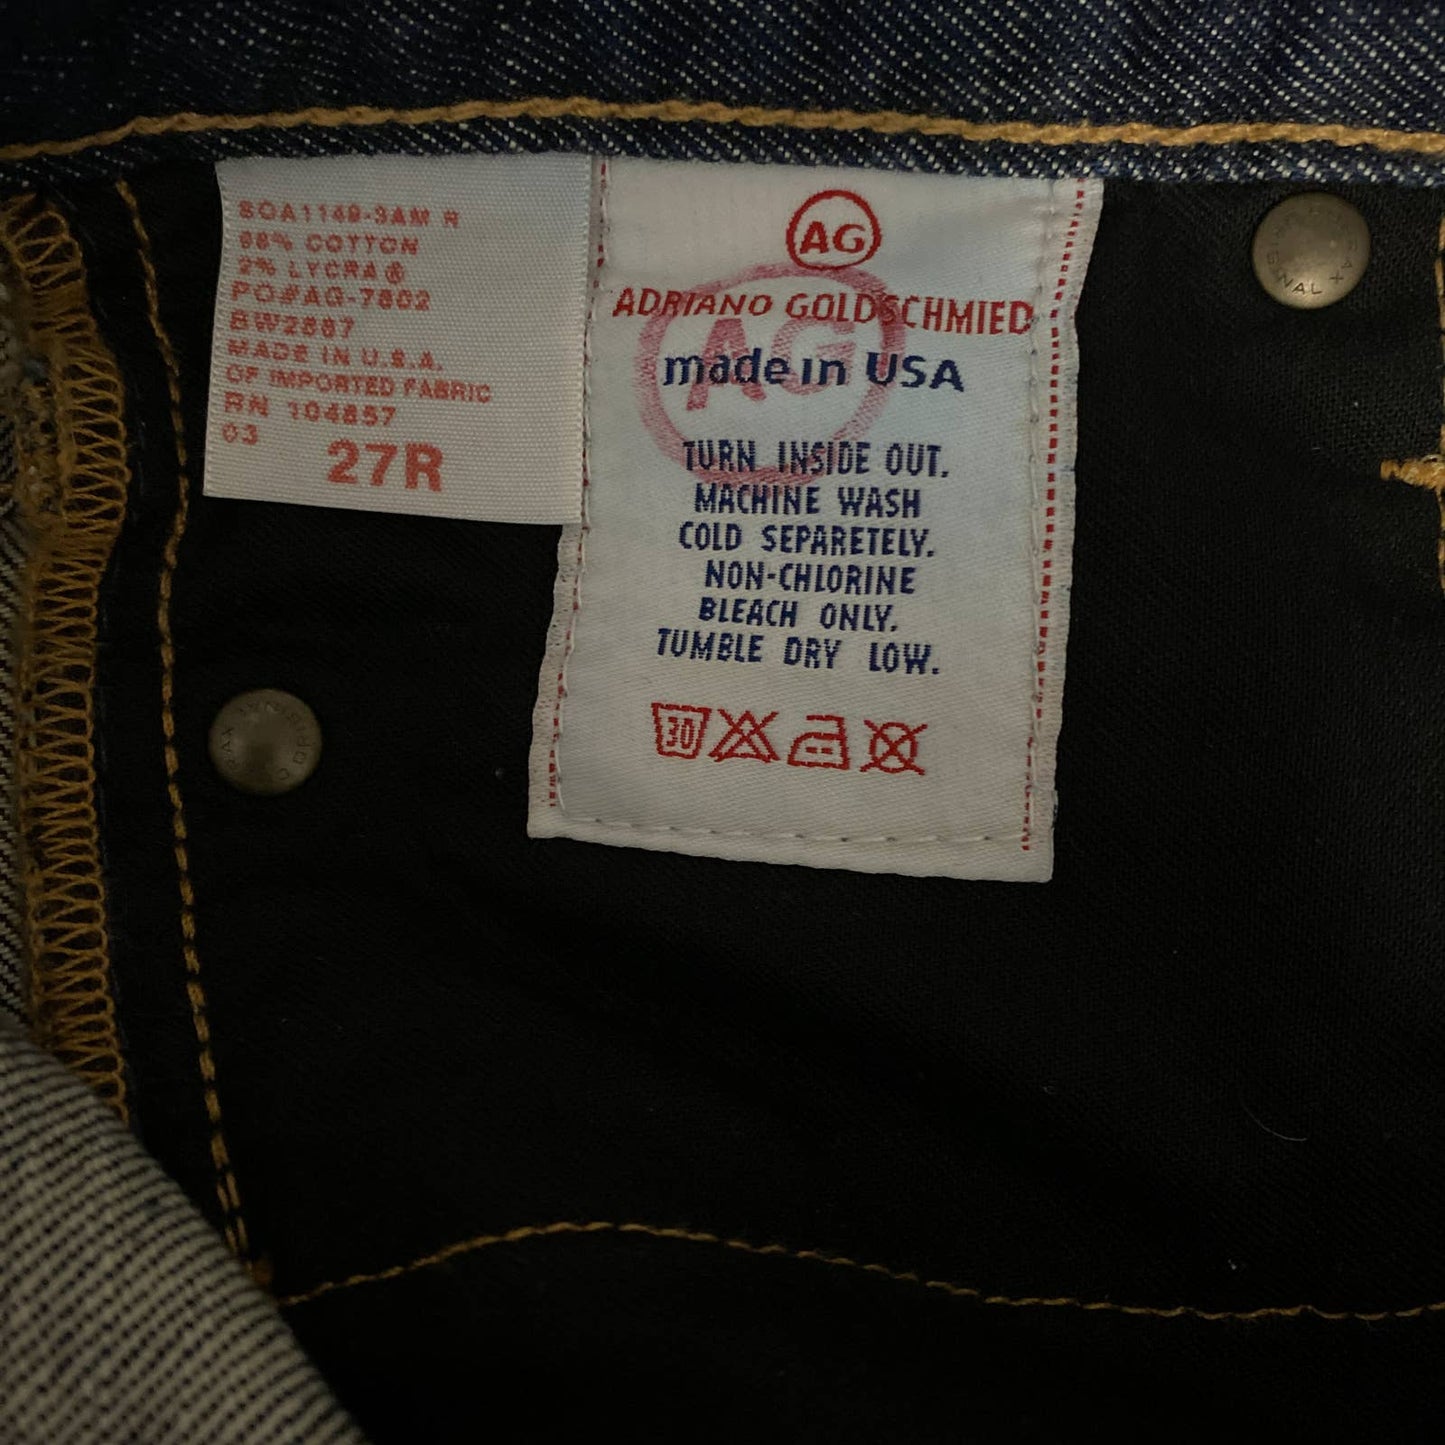 SOA1149-3AM R
98% COTTON
2% LYCRA ®
PO#AG-7802
BW2887
MADE IN U.S.A.
OF IMPORTED FABRIC
RN 104857
03
27R
AG
ADRIANO GOLDSCHMIED
AG
made in USA
TURN INSIDE OUT.
MACHINE WASH
COLD SEPARETELY.
NON-CHLORINE
BLEACH ONLY.
TUMBLE DRY LOW.
30